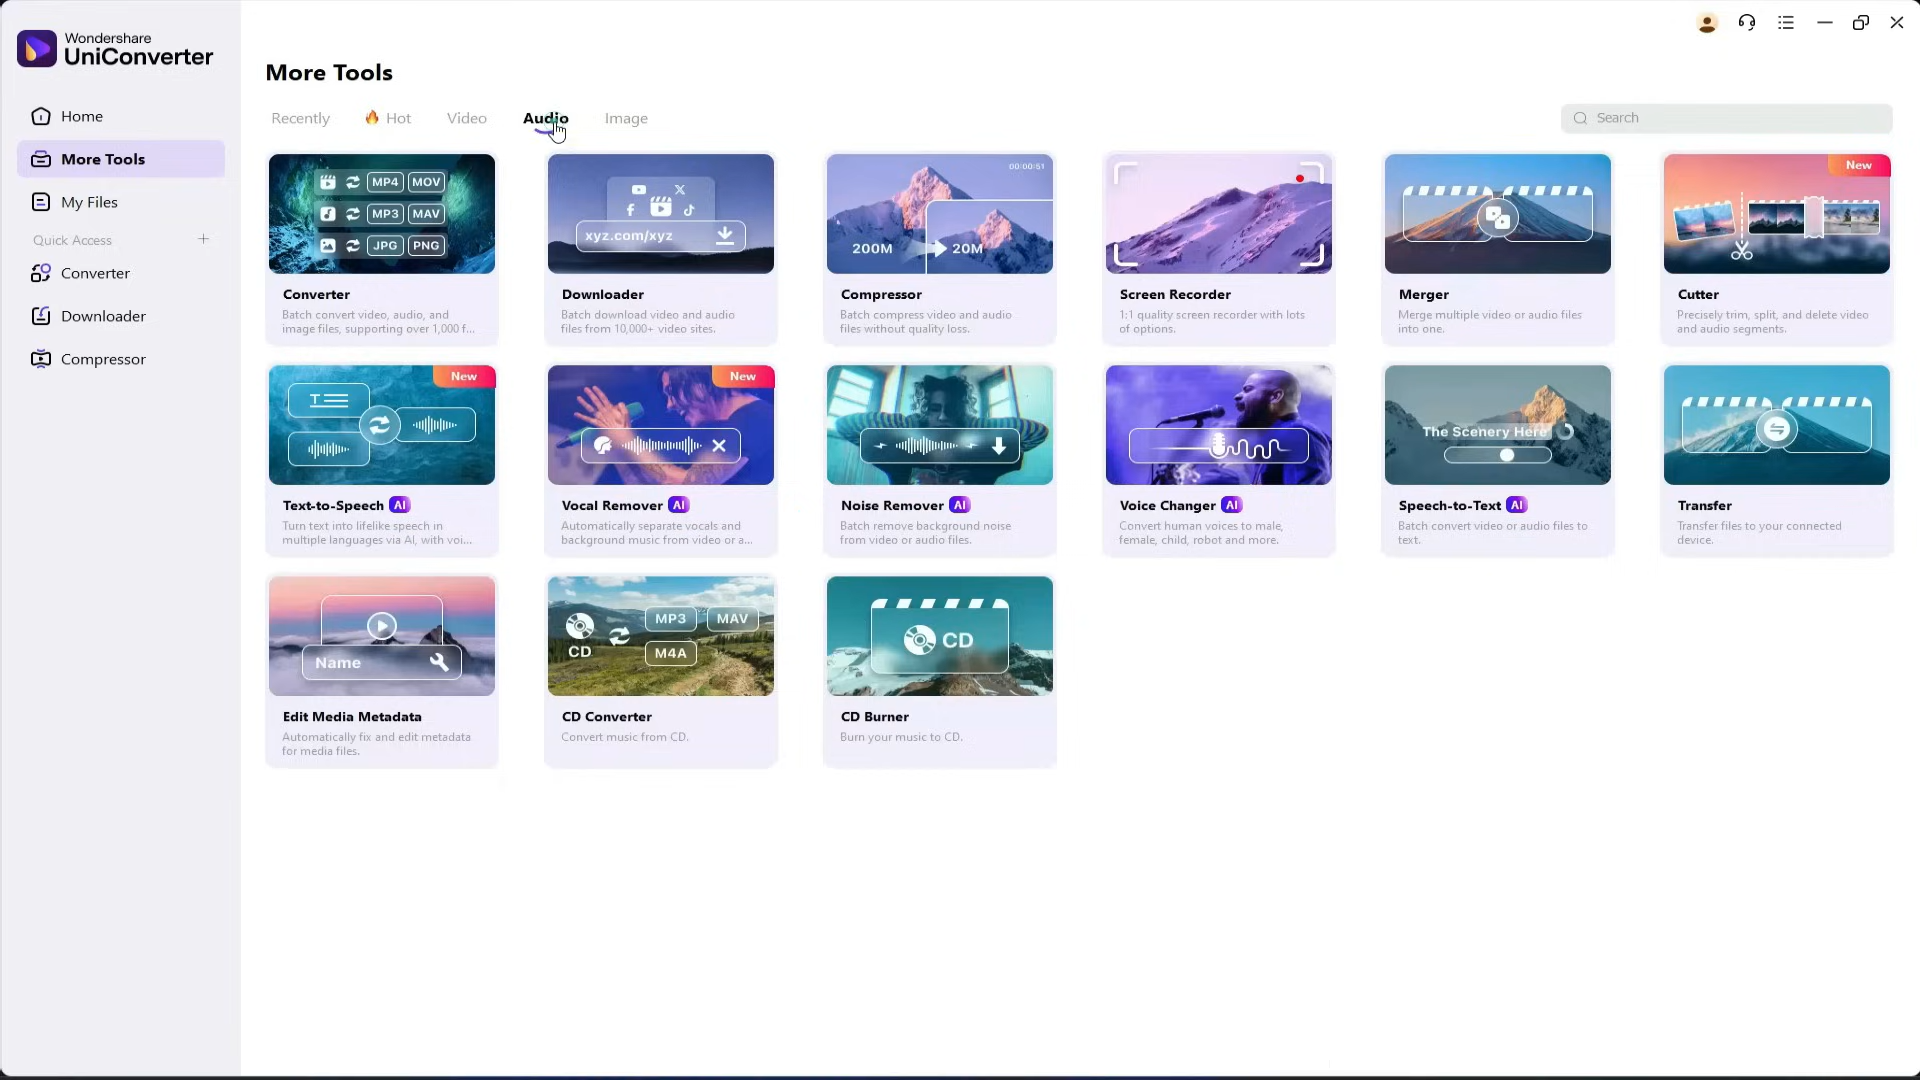 Wondershare
UniConverter
Home
More Tools
My Files
Quick Access
Converter
Downloader
Compressor
More Tools
Recently
Hot
Video
Audio
Image
Search
MP4 MOV
MP3 MAV
JPG PNG
Converter
Batch convert video, audio, and
image files, supporting over 1,000 f...
xyz.com/xyz
Downloader
Batch download video and audio
files from 10,000+ video sites.
00:00:51
200M 20M
Compressor
Batch compress video and audio
files without quality loss.
Screen Recorder
1:1 quality screen recorder with lots
of options.
Merger
Merge multiple video or audio files
into one.
New
Cutter
Precisely trim, split, and delete video
and audio segments.
New
T
Text-to-Speech AI
Turn text into lifelike speech in
multiple languages via AI, with voi...
New
Vocal Remover AI
Automatically separate vocals and
background music from video or a...
Noise Remover AI
Batch remove background noise
from video or audio files.
Voice Changer AI
Convert human voices to male,
female, child, robot and more.
The Scenery Here
Speech-to-Text AI
Batch convert video or audio files to
text.
Transfer
Transfer files to your connected
device.
Name
Edit Media Metadata
Automatically fix and edit metadata
for media files.
CD
MP3 MAV
M4A
CD Converter
Convert music from CD.
CD
CD Burner
Burn your music to CD.